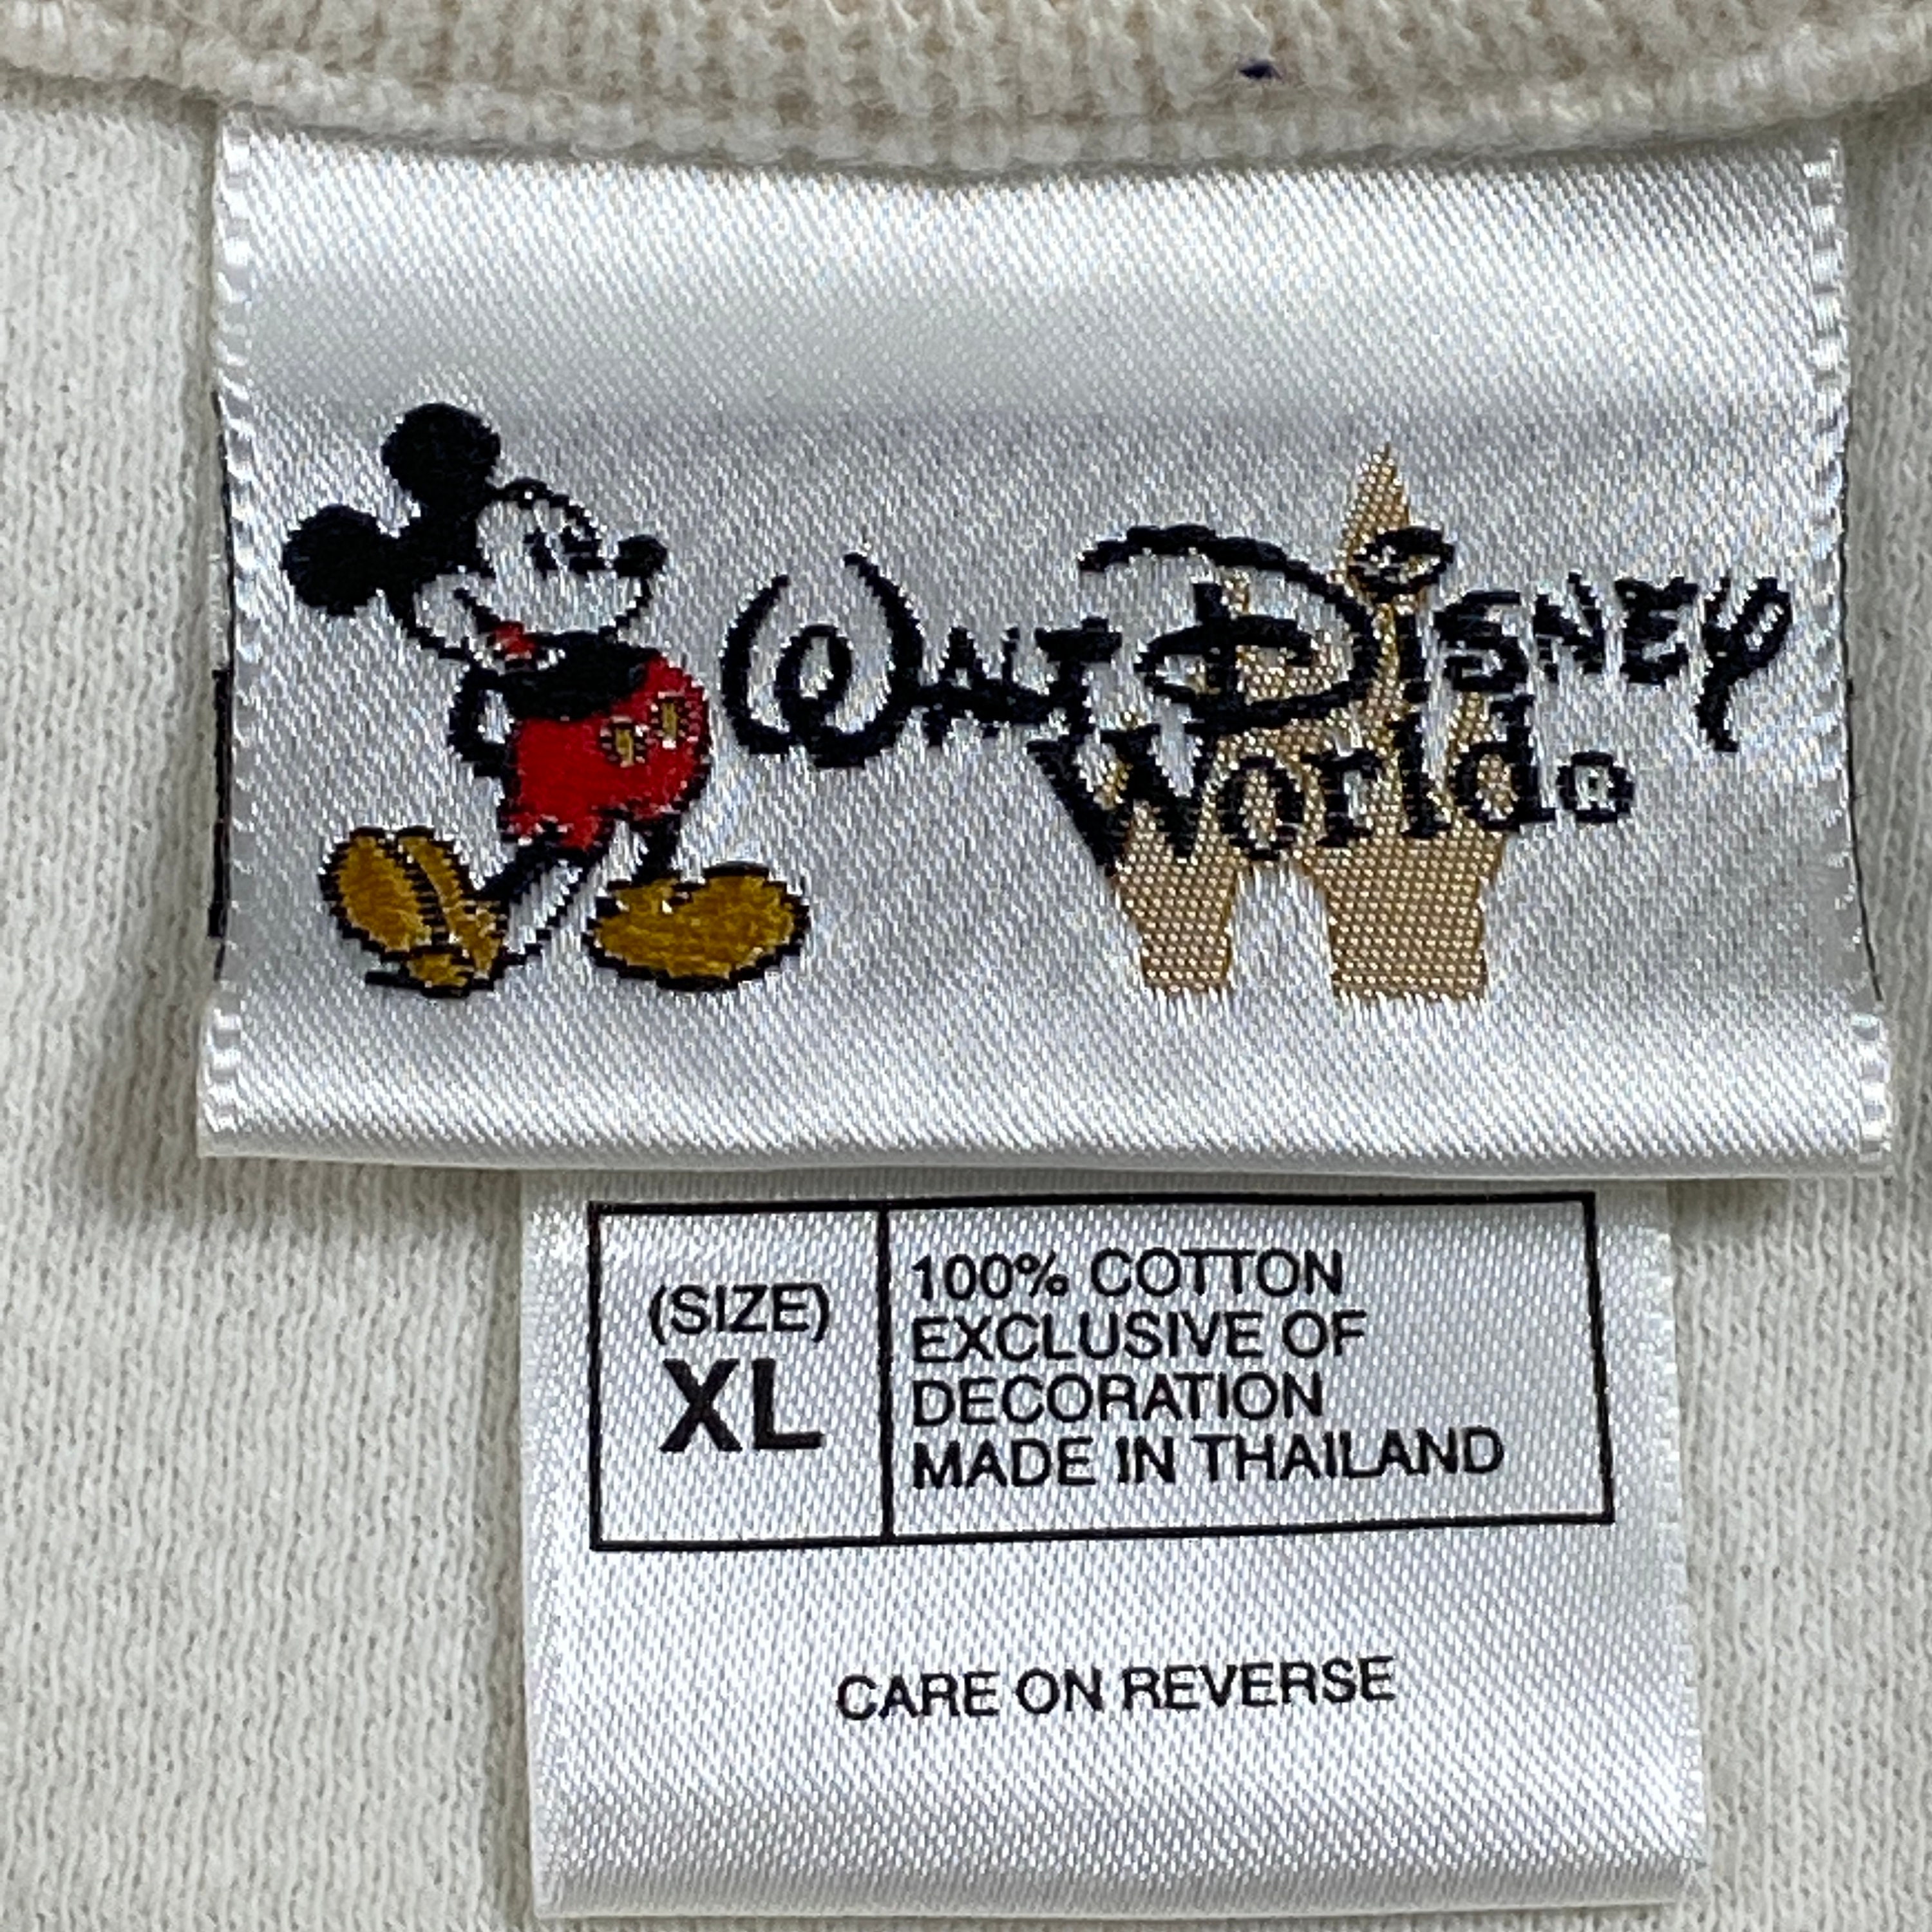 WALT DISNEY
World®
(SIZE)
XL
100% COTTON
EXCLUSIVE OF
DECORATION
MADE IN THAILAND
CARE ON REVERSE